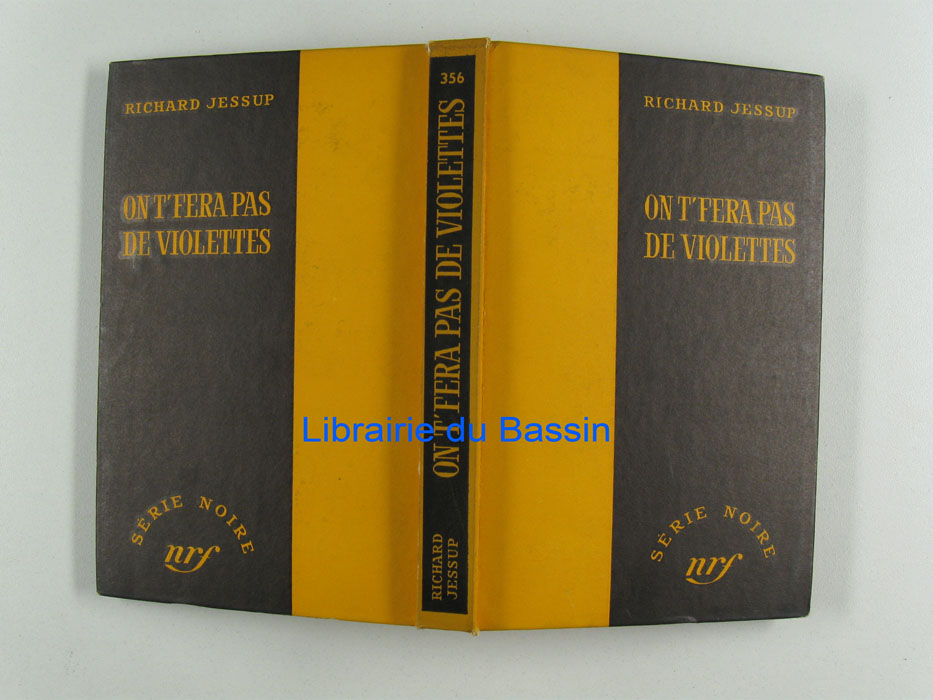 RICHARD JESSUP
ON T'FERA PAS
DE VIOLETTES
SÉRIE NOIRE
nrf
356
ON T'FERA PAS DE VIOLETTES
RICHARD
JESSUP
RICHARD JESSUP
ON T'FERA PAS
DE VIOLETTES
SÉRIE NOIRE
nrf
Librairie du Bassin